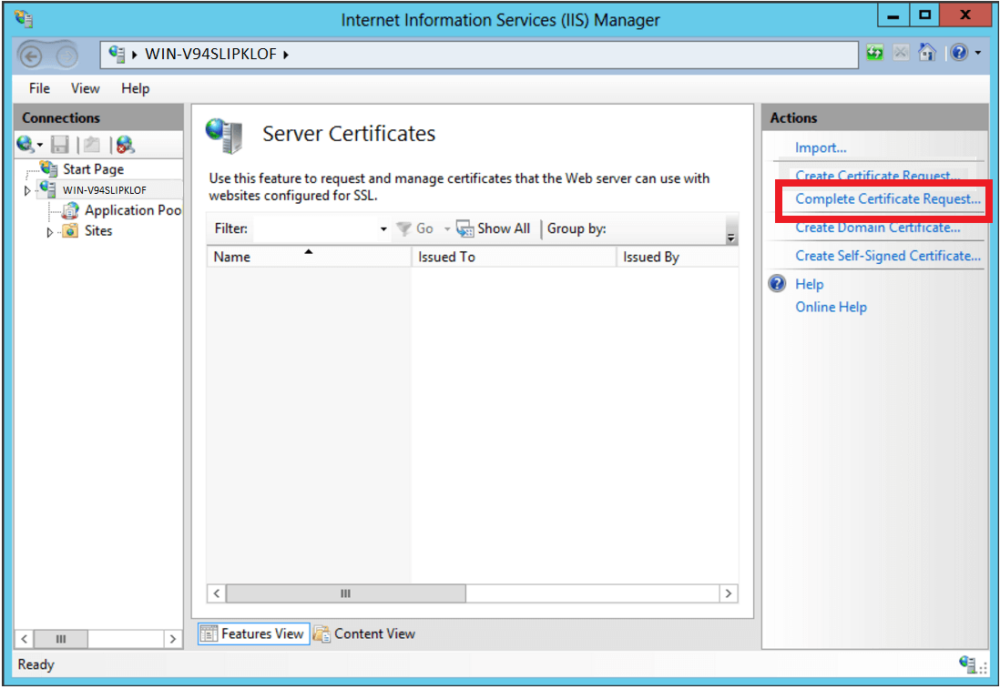 Internet Information Services (IIS) Manager
WIN-V94SLIPKLOF
File View Help
Connections
Start Page
WIN-V94SLIPKLOF
Application Poo
Sites
Server Certificates
Use this feature to request and manage certificates that the Web server can use with
websites configured for SSL.
Filter: Go Show All Group by:
Name Issued To Issued By
Features View Content View
Actions
Import...
Create Certificate Request...
Complete Certificate Request...
Create Domain Certificate...
Create Self-Signed Certificate...
Help
Online Help
Ready